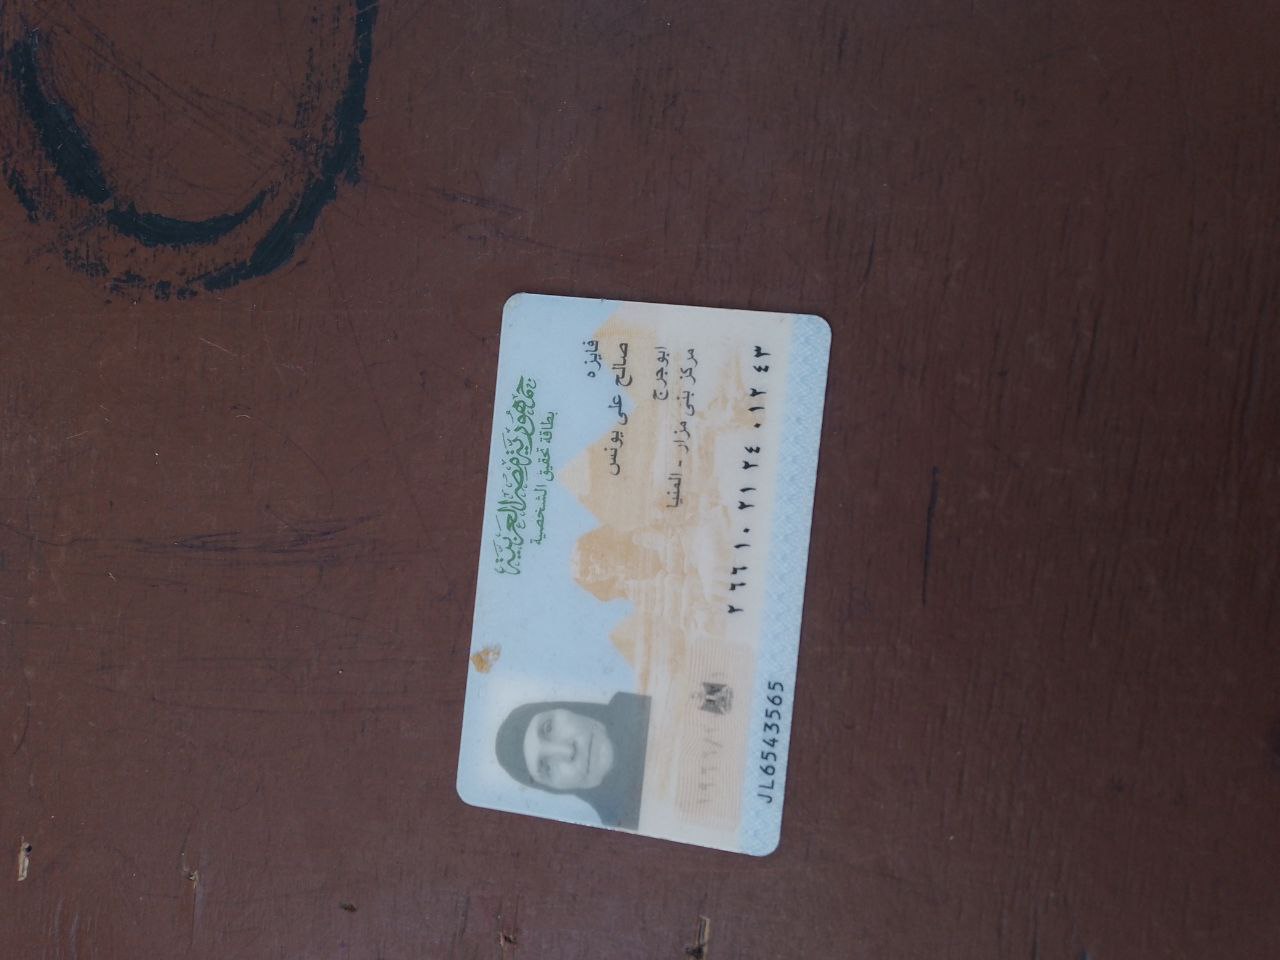 جمهورية مصر العربية
بطاقة تحقيق الشخصية
فايزه
صالح على يونس
ابوجرج
مركز بنى مزار - المنيا
٢٦٦١٠٢١٢٤٠١٢٤٣
JL6543565